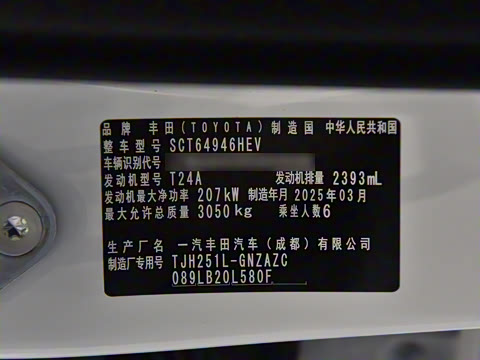 品牌 丰田(TOYOTA) 制造国 中华人民共和国
整车型号 SCT64946HEV
车辆识别代号
发动机型号 T24A 发动机排量 2393mL
发动机最大净功率 207kW 制造年月 2025年03月
最大允许总质量 3050kg 乘坐人数6
生产厂名 一汽丰田汽车（成都）有限公司
制造厂专用号 TJH251L-GNZAZC
089LB20L580F